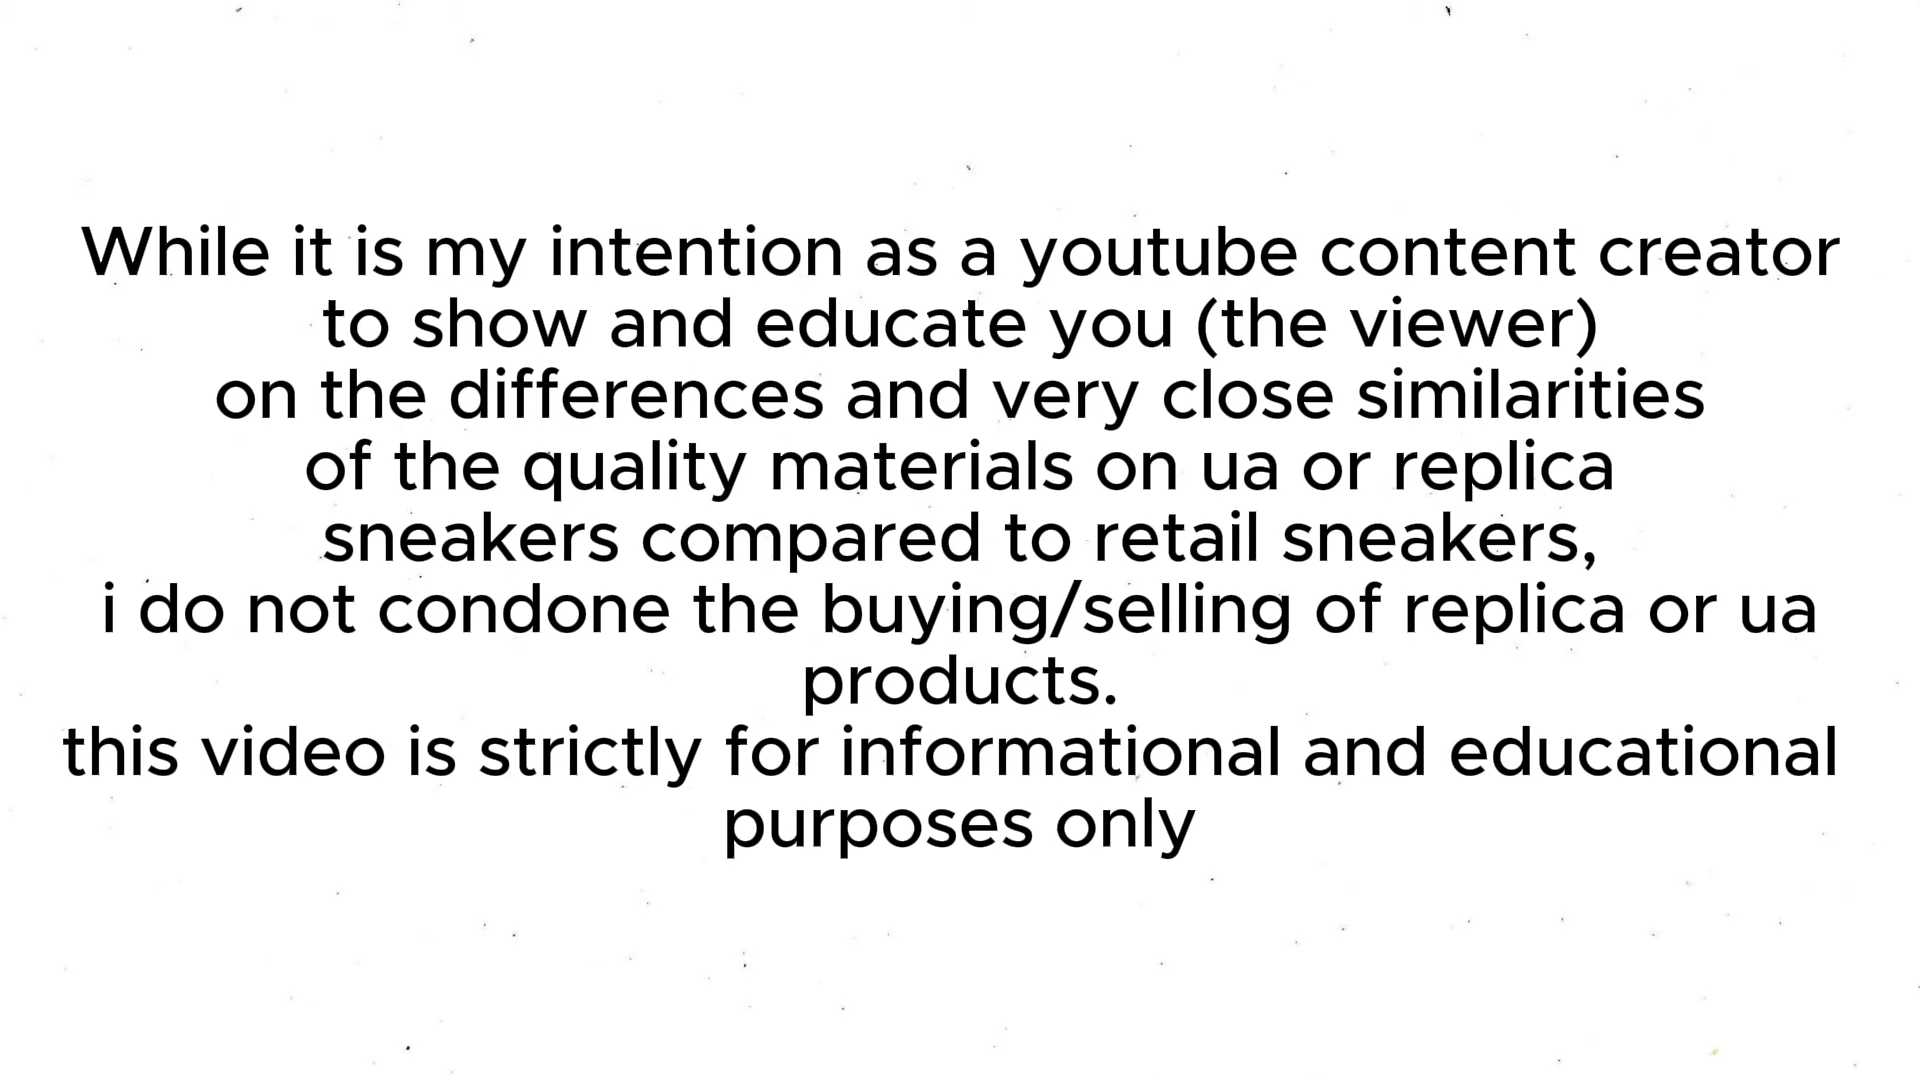 While it is my intention as a youtube content creator
to show and educate you (the viewer)
on the differences and very close similarities
of the quality materials on ua or replica
sneakers compared to retail sneakers,
i do not condone the buying/selling of replica or ua
products.
this video is strictly for informational and educational
purposes only